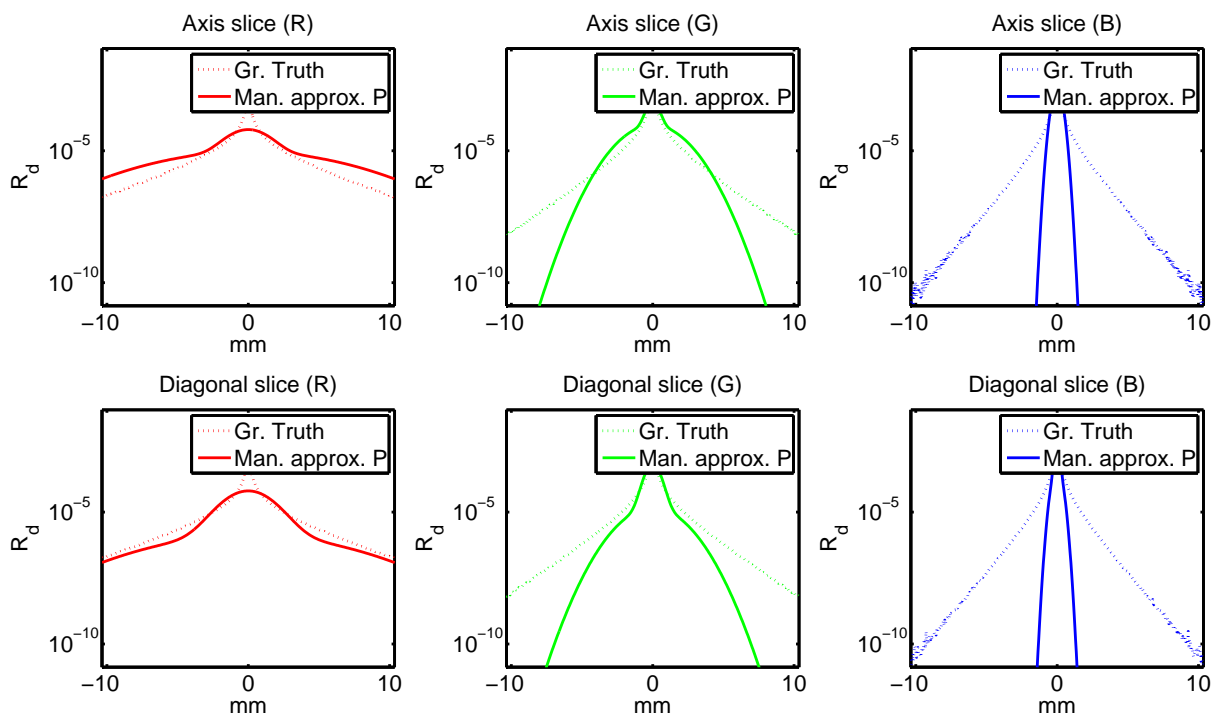 Axis slice (R)
Gr. Truth
Man. approx. P
R_d
10^−5
10^−10
−10 0 10
mm
Axis slice (G)
Gr. Truth
Man. approx. P
R_d
10^−5
10^−10
−10 0 10
mm
Axis slice (B)
Gr. Truth
Man. approx. P
R_d
10^−5
10^−10
−10 0 10
mm
Diagonal slice (R)
Gr. Truth
Man. approx. P
R_d
10^−5
10^−10
−10 0 10
mm
Diagonal slice (G)
Gr. Truth
Man. approx. P
R_d
10^−5
10^−10
−10 0 10
mm
Diagonal slice (B)
Gr. Truth
Man. approx. P
R_d
10^−5
10^−10
−10 0 10
mm